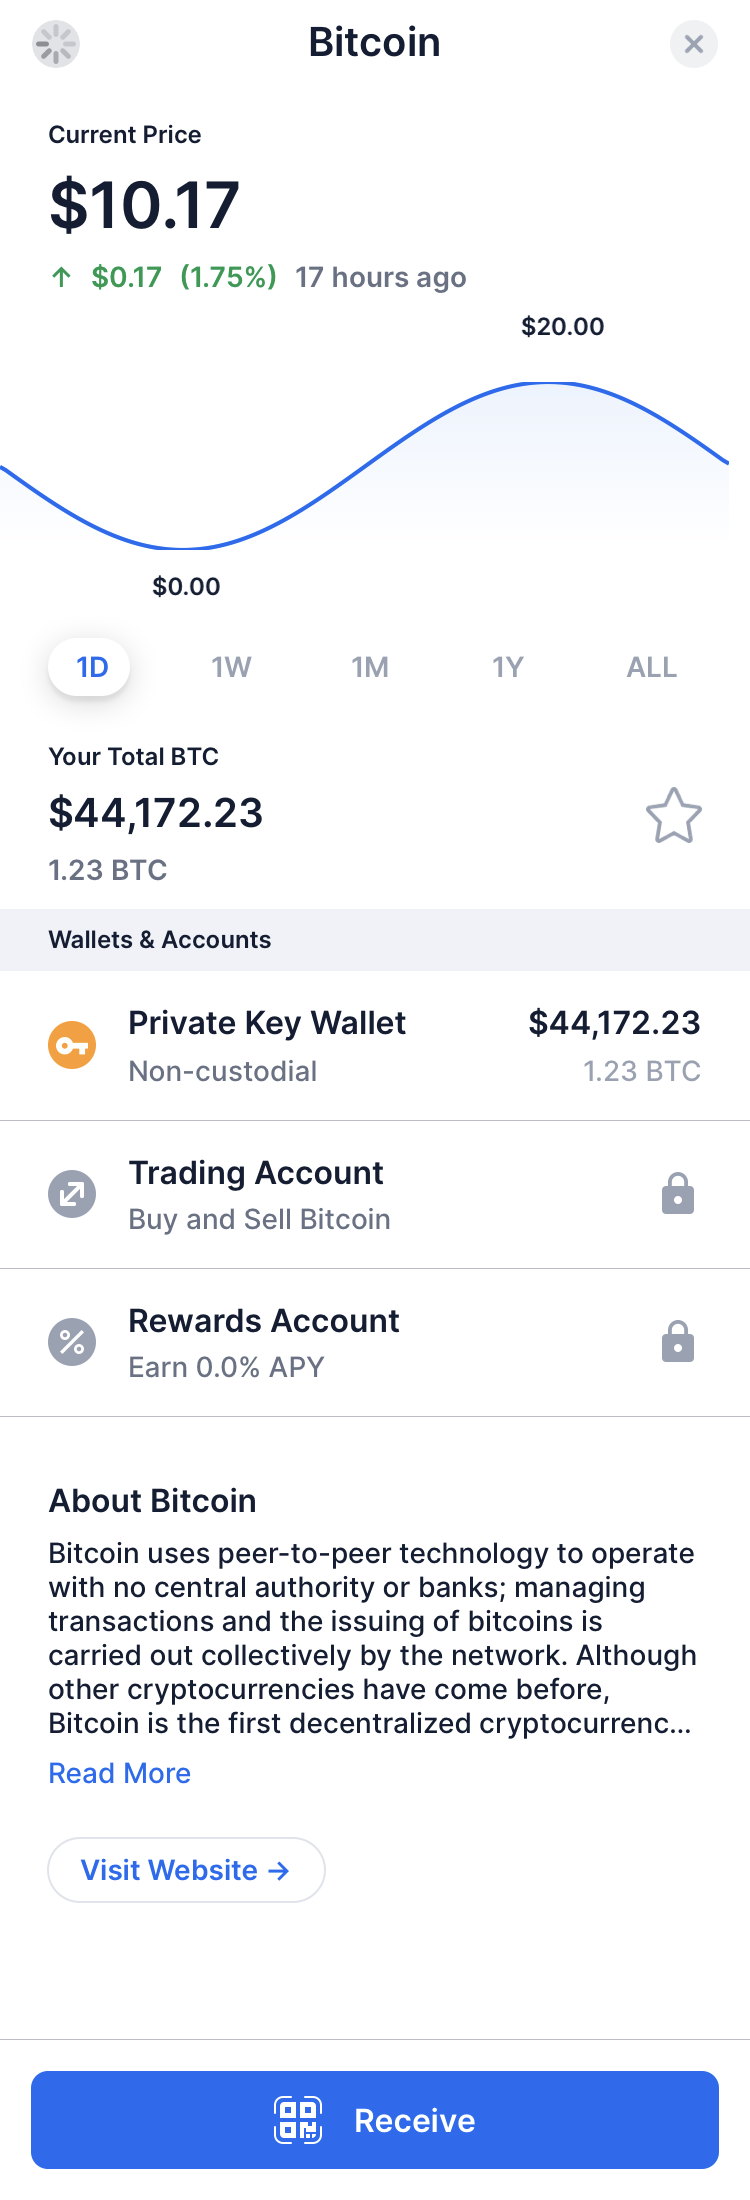 Bitcoin
Current Price
$10.17
↑ $0.17 (1.75%) 17 hours ago
$20.00
$0.00
1D 1W 1M 1Y ALL
Your Total BTC
$44,172.23
1.23 BTC
Wallets & Accounts
Private Key Wallet $44,172.23
Non-custodial 1.23 BTC
Trading Account
Buy and Sell Bitcoin
Rewards Account
Earn 0.0% APY
About Bitcoin
Bitcoin uses peer-to-peer technology to operate
with no central authority or banks; managing
transactions and the issuing of bitcoins is
carried out collectively by the network. Although
other cryptocurrencies have come before,
Bitcoin is the first decentralized cryptocurrenc...
Read More
Visit Website →
Receive